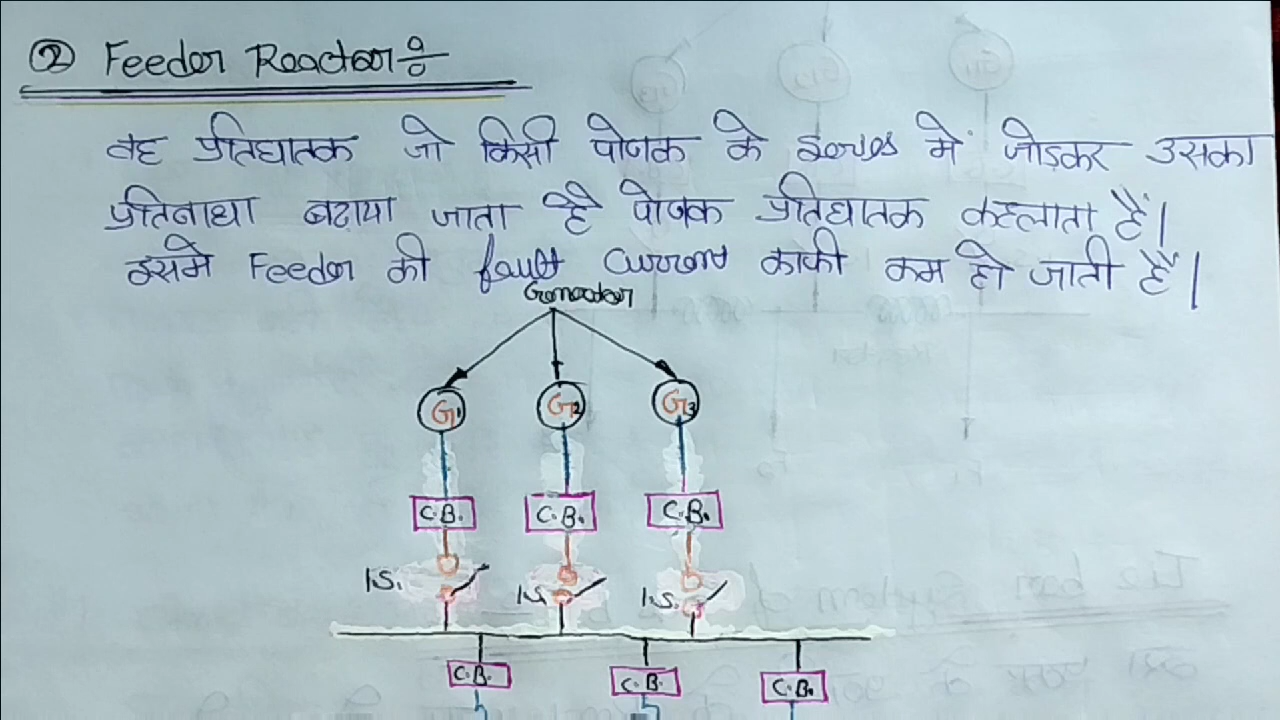 ② Feeder Reactor ÷
वह प्रतिघातक जो किसी पोषक के series में जोड़कर उसका
प्रतिबाधा बढ़ाया जाता है पोषक प्रतिघातक कहलाता हैं।
इसमे Feeder की fault Current काफी कम हो जाती हैं।
Generator
G1 G2 G3
C.B. C.B. C.B.
I.S. I.S. I.S.
C.B. C.B. C.B.